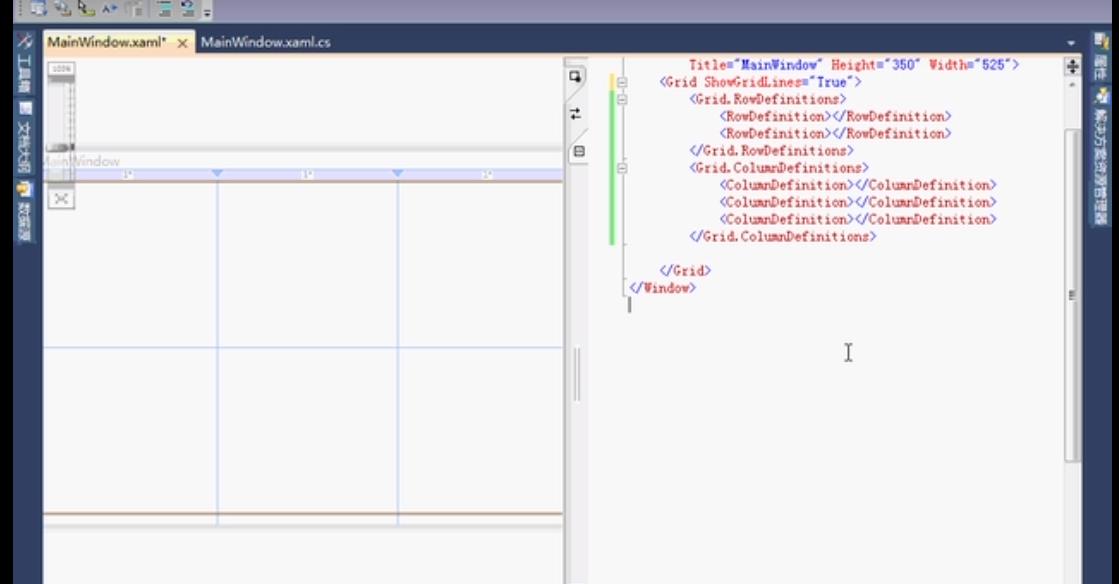 MainWindow.xaml*
MainWindow.xaml.cs
工具箱
文档大纲
数据源
100%
MainWindow
1*
1*
1*
Title="MainWindow" Height="350" Width="525">
<Grid ShowGridLines="True">
<Grid.RowDefinitions>
<RowDefinition></RowDefinition>
<RowDefinition></RowDefinition>
</Grid.RowDefinitions>
<Grid.ColumnDefinitions>
<ColumnDefinition></ColumnDefinition>
<ColumnDefinition></ColumnDefinition>
<ColumnDefinition></ColumnDefinition>
</Grid.ColumnDefinitions>
</Grid>
</Window>
属性
解决方案资源管理器